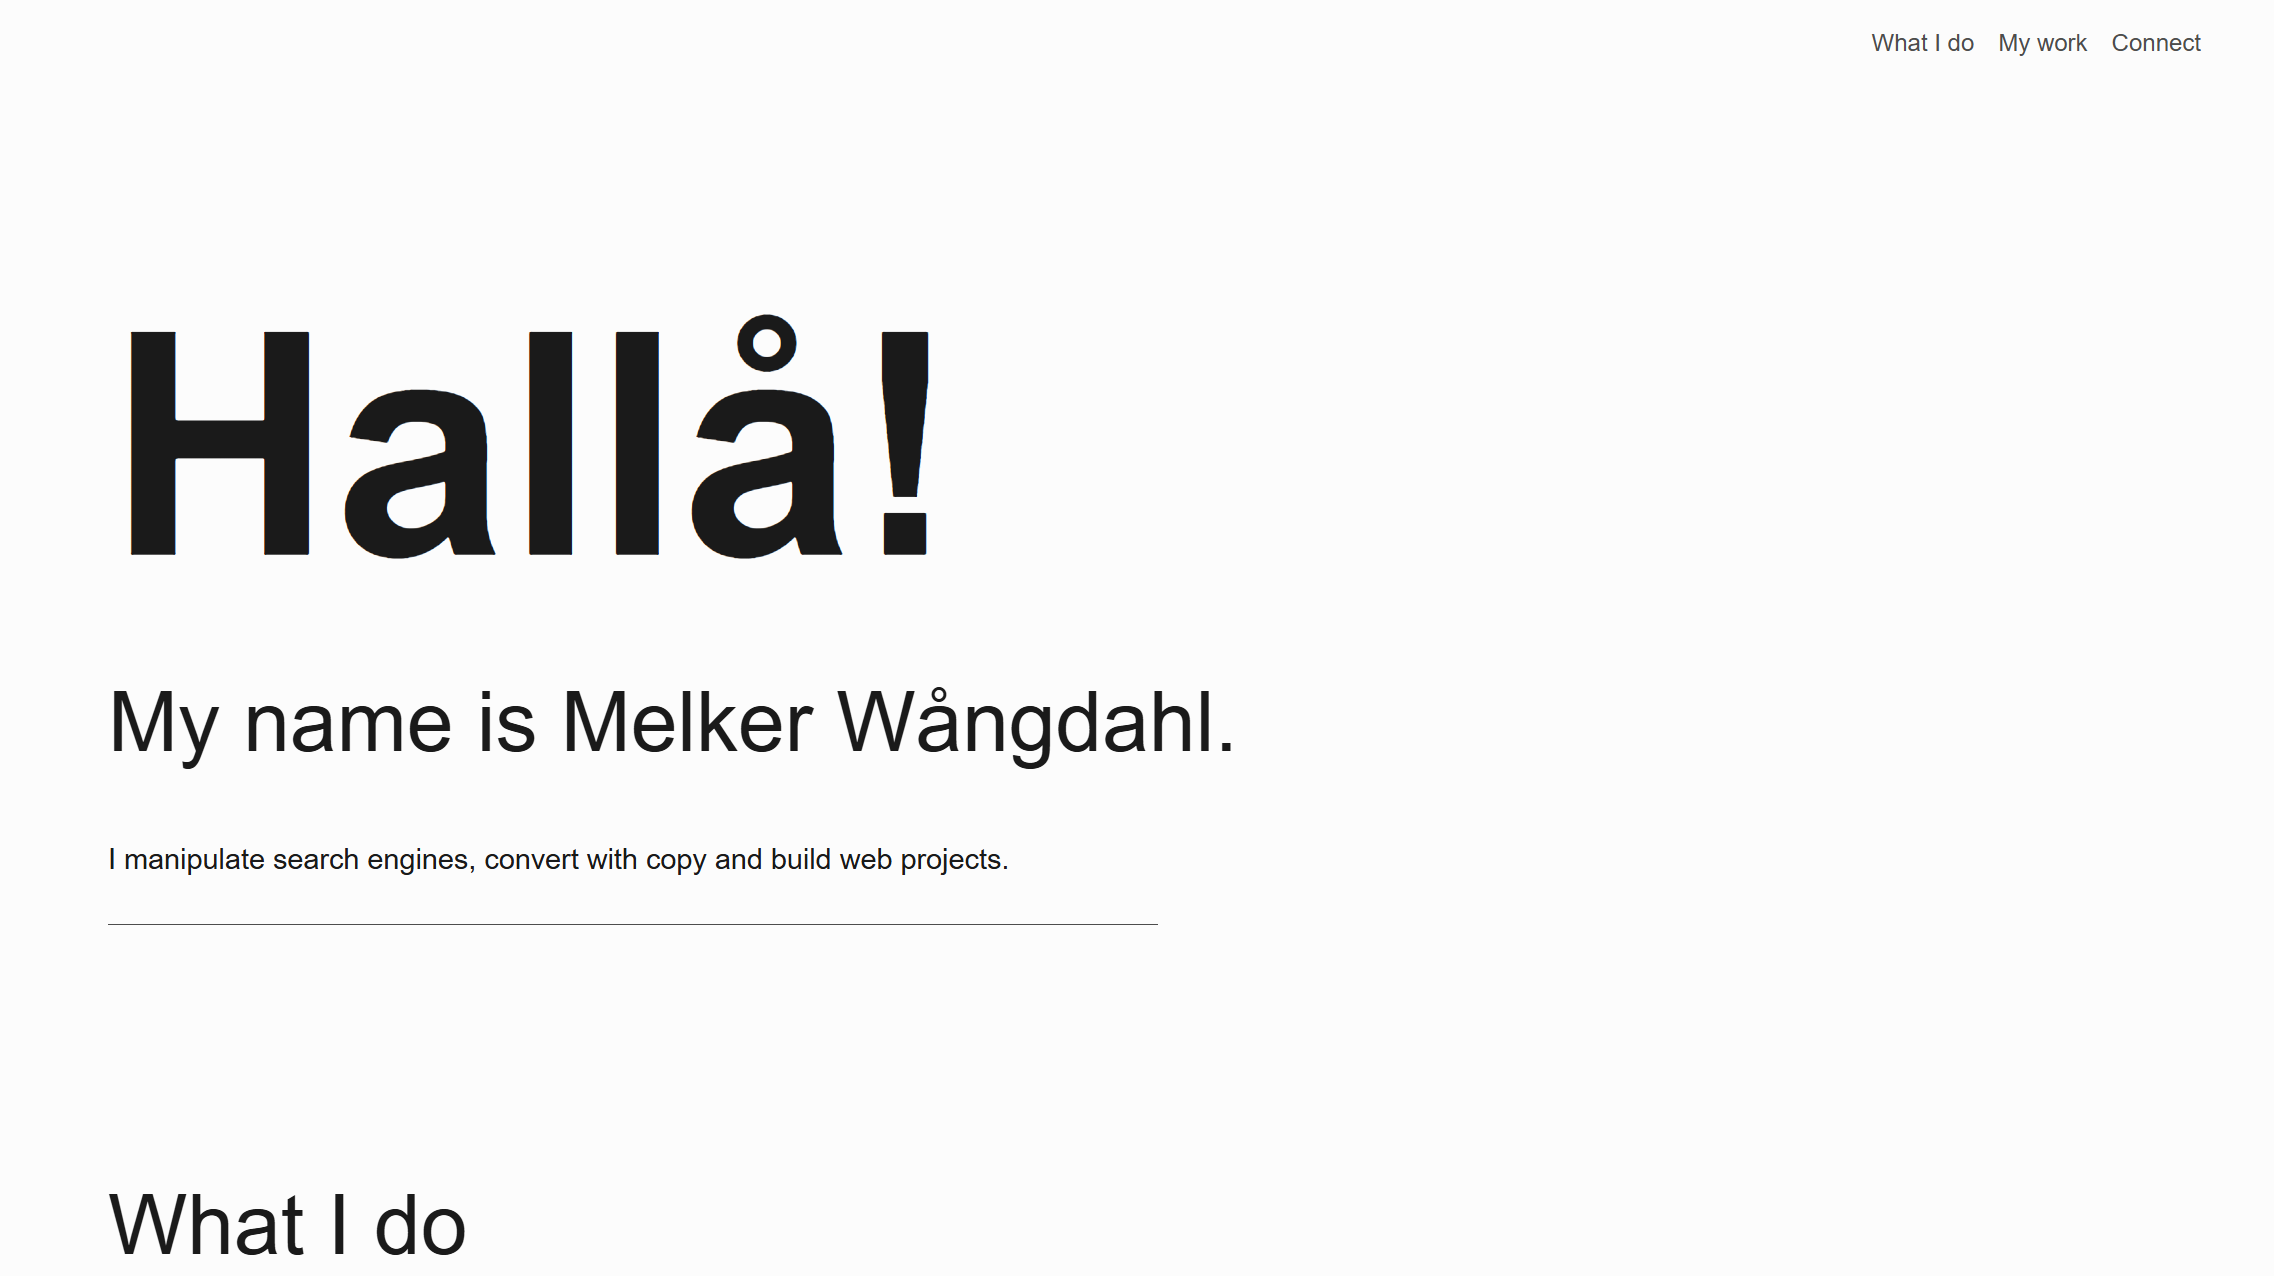 What I do My work Connect
Hallå!
My name is Melker Wångdahl.
I manipulate search engines, convert with copy and build web projects.
What I do